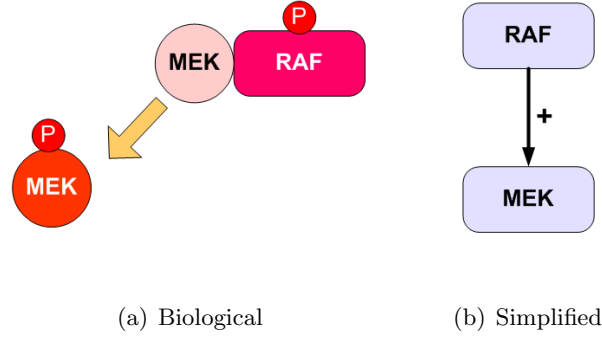 P
MEK
RAF
P
MEK
RAF
+
MEK
(a) Biological
(b) Simplified